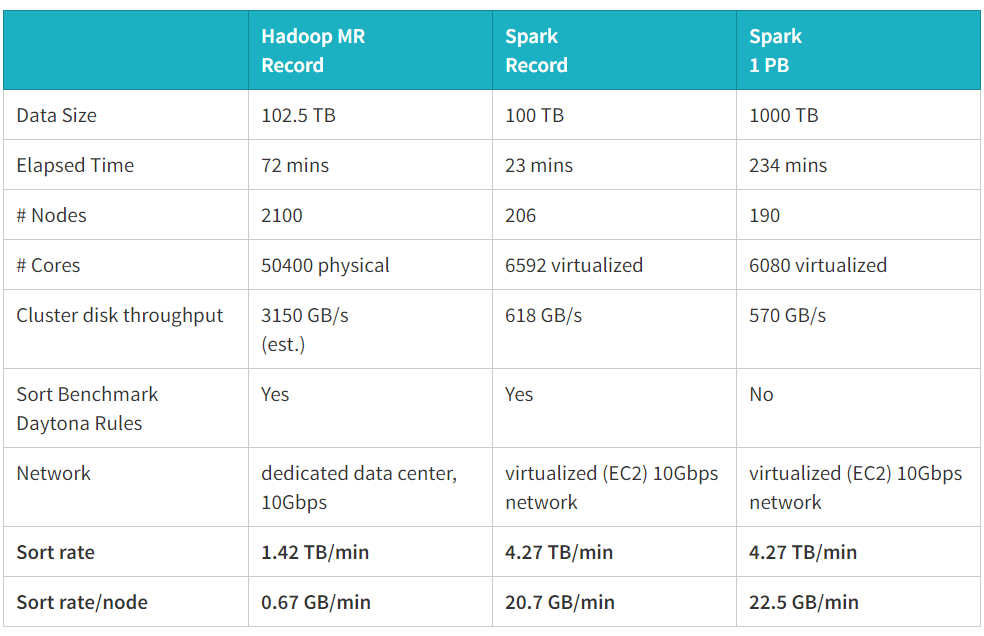 Hadoop MR Record
Spark Record
Spark 1 PB
Data Size 102.5 TB 100 TB 1000 TB
Elapsed Time 72 mins 23 mins 234 mins
# Nodes 2100 206 190
# Cores 50400 physical 6592 virtualized 6080 virtualized
Cluster disk throughput 3150 GB/s (est.) 618 GB/s 570 GB/s
Sort Benchmark Daytona Rules Yes Yes No
Network dedicated data center, 10Gbps virtualized (EC2) 10Gbps network virtualized (EC2) 10Gbps network
Sort rate 1.42 TB/min 4.27 TB/min 4.27 TB/min
Sort rate/node 0.67 GB/min 20.7 GB/min 22.5 GB/min